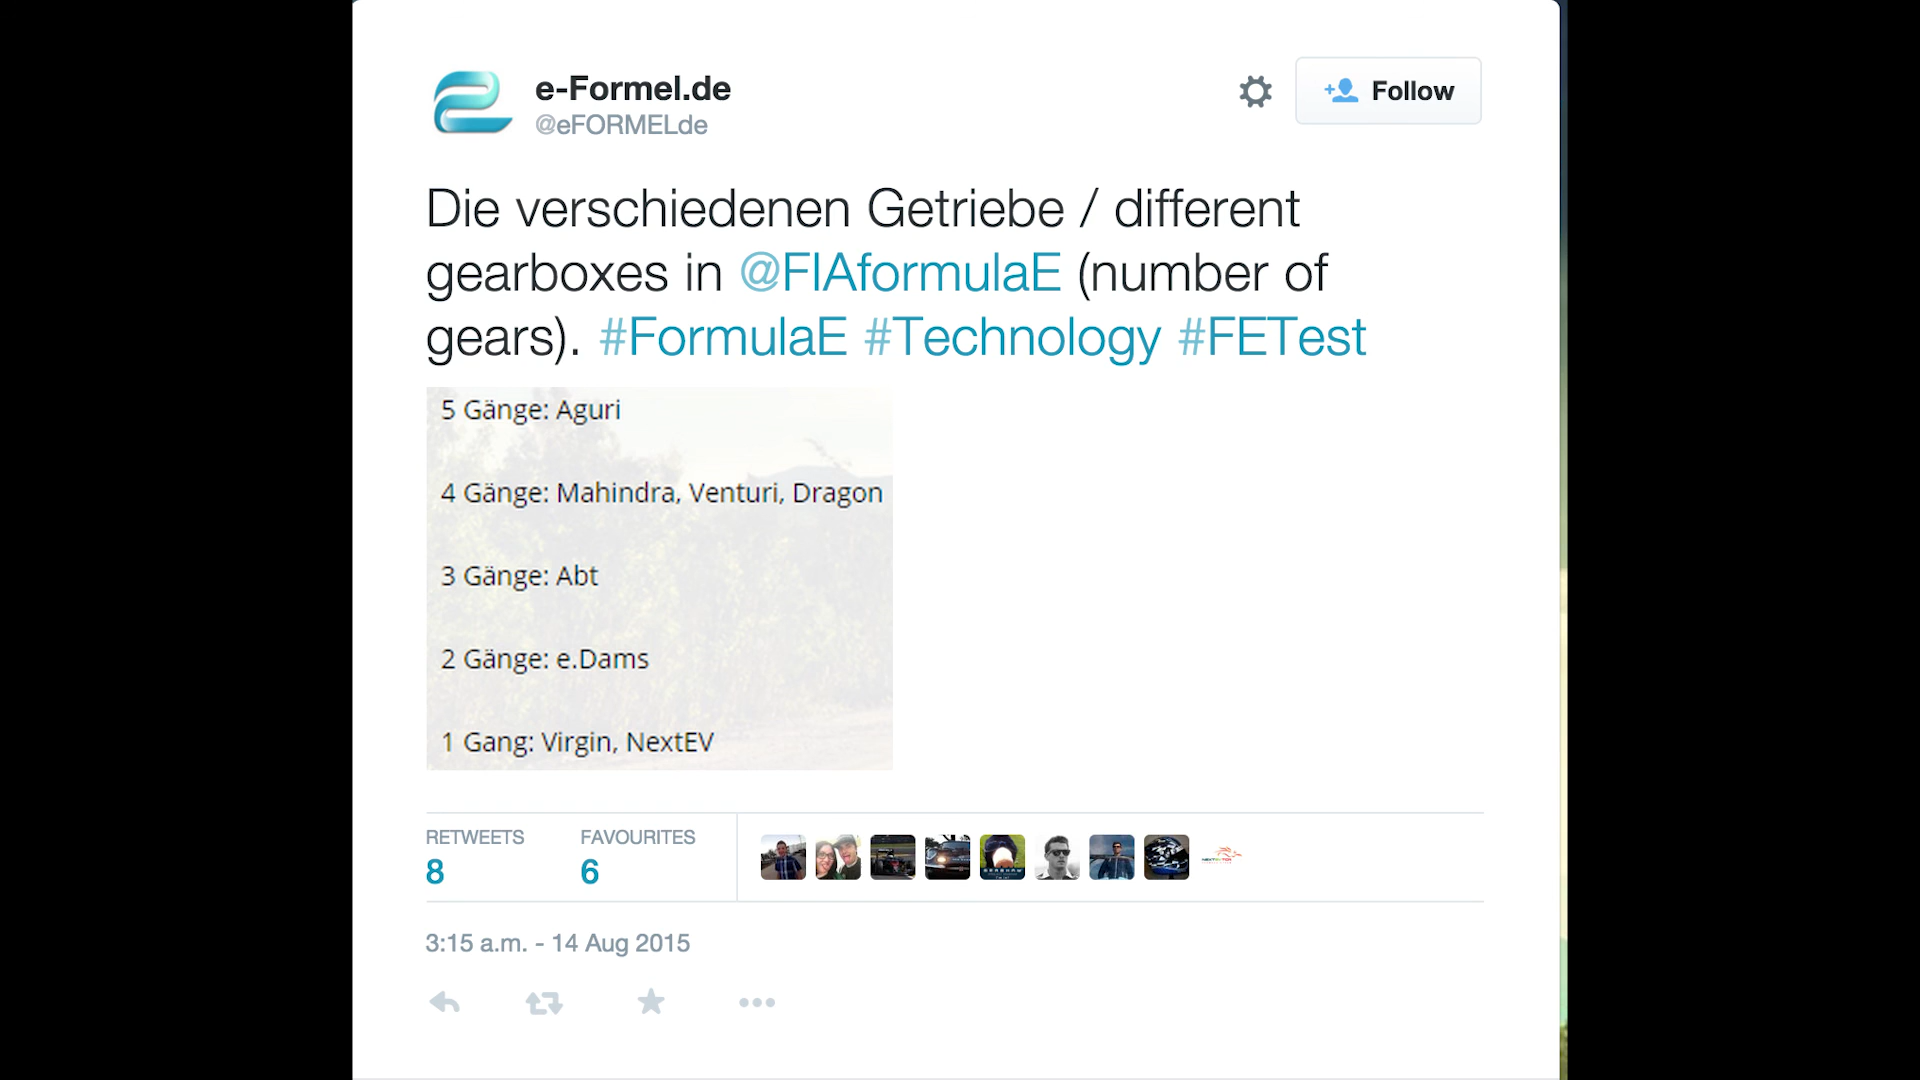 e-Formel.de
@eFORMELde
Follow
Die verschiedenen Getriebe / different
gearboxes in @FIAformulaE (number of
gears). #FormulaE #Technology #FETest
5 Gänge: Aguri
4 Gänge: Mahindra, Venturi, Dragon
3 Gänge: Abt
2 Gänge: e.Dams
1 Gang: Virgin, NextEV
RETWEETS
8
FAVOURITES
6
3:15 a.m. - 14 Aug 2015